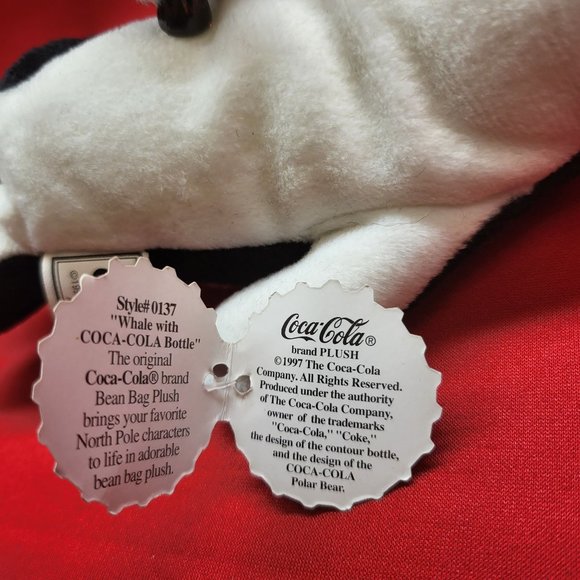 Style# 0137
"Whale with
COCA-COLA Bottle"
The original
Coca-Cola® brand
Bean Bag Plush
brings your favorite
North Pole characters
to life in adorable
bean bag plush.
Coca-Cola®
brand PLUSH
©1997 The Coca-Cola
Company. All Rights Reserved.
Produced under the authority
of The Coca-Cola Company,
owner of the trademarks
"Coca-Cola," "Coke,"
the design of the contour bottle,
and the design of the
COCA-COLA
Polar Bear.